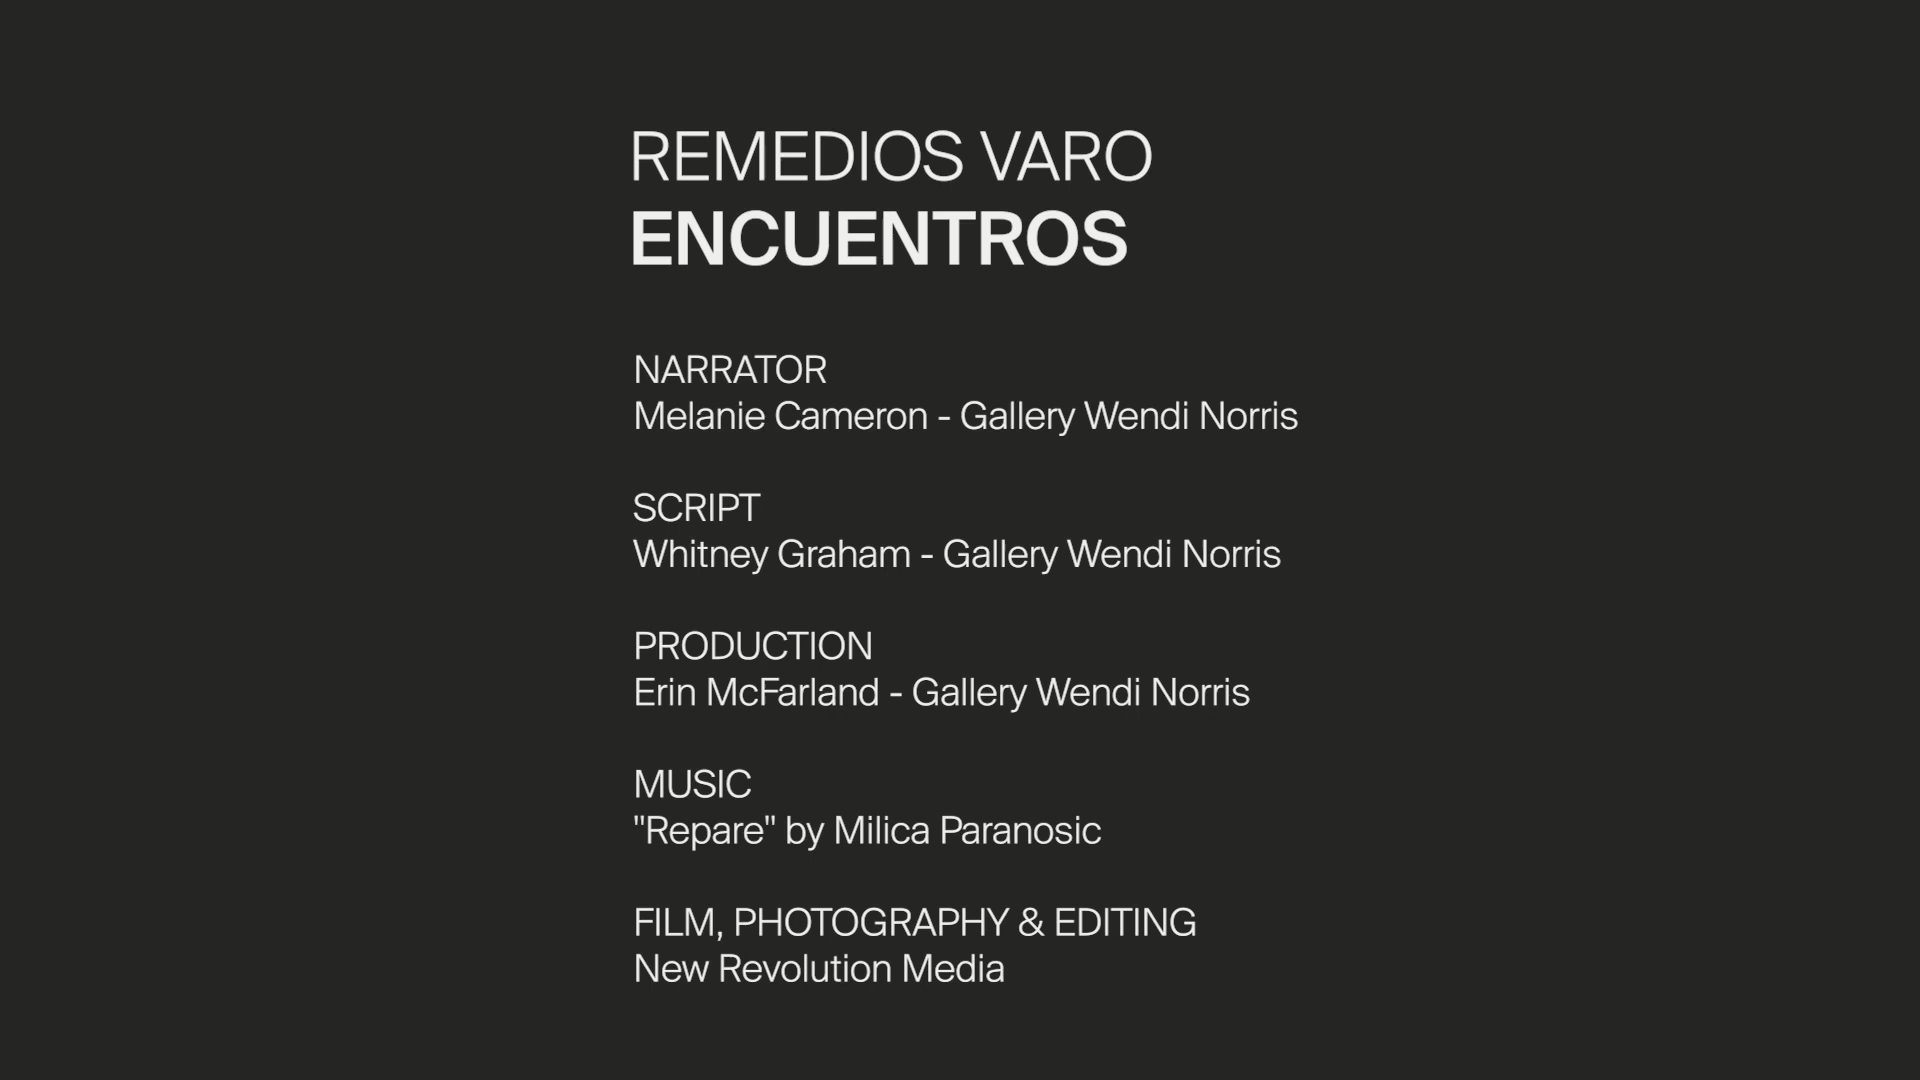 REMEDIOS VARO
ENCUENTROS
NARRATOR
Melanie Cameron - Gallery Wendi Norris
SCRIPT
Whitney Graham - Gallery Wendi Norris
PRODUCTION
Erin McFarland - Gallery Wendi Norris
MUSIC
"Repare" by Milica Paranosic
FILM, PHOTOGRAPHY & EDITING
New Revolution Media